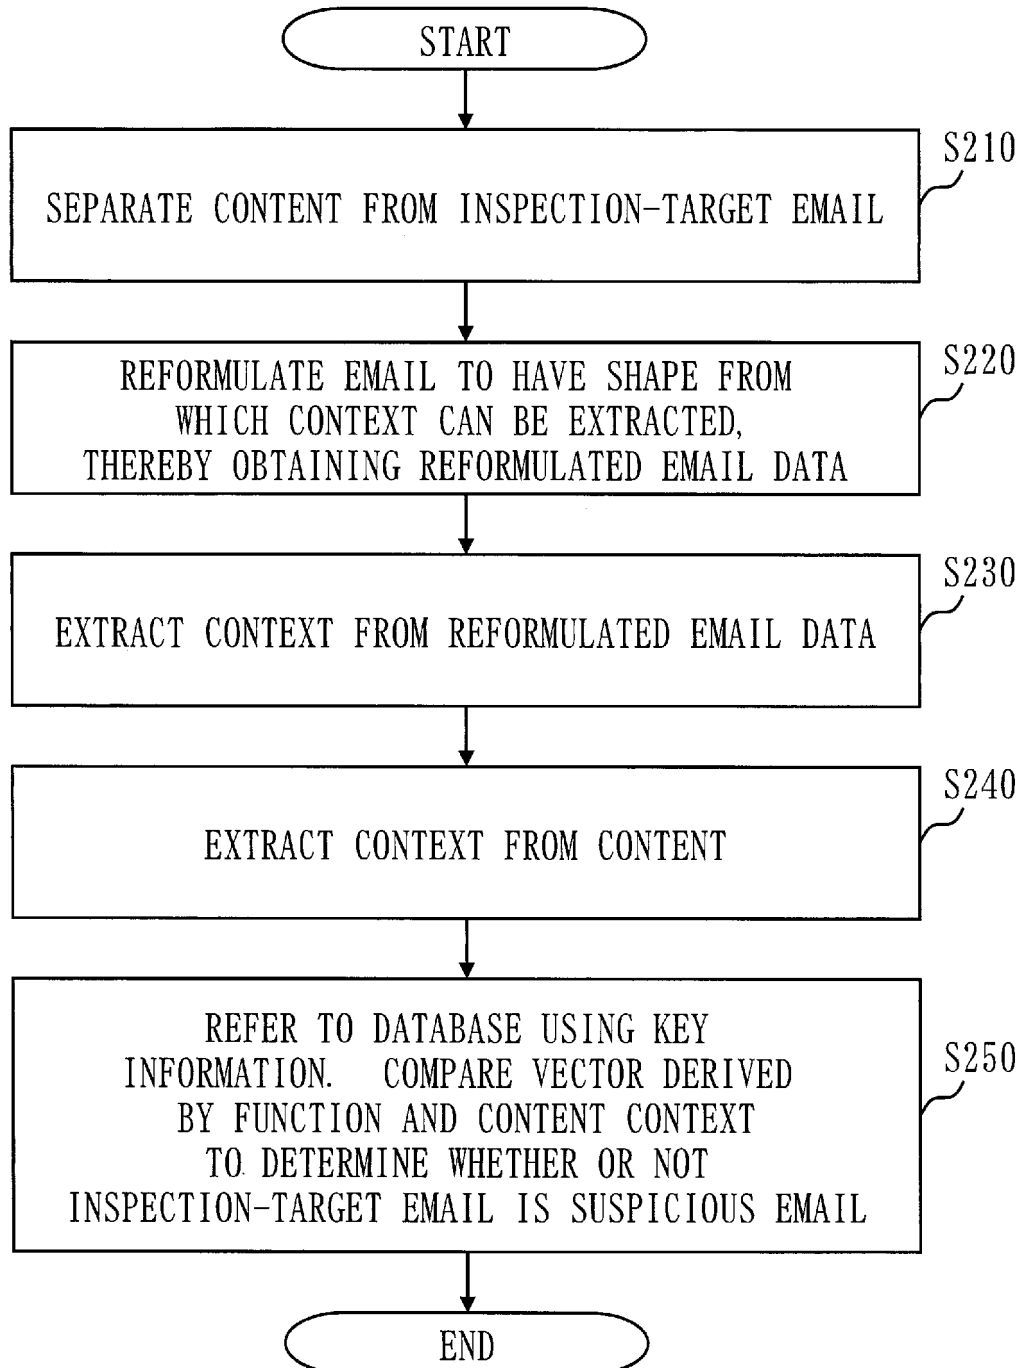 START
S210
SEPARATE CONTENT FROM INSPECTION-TARGET EMAIL
S220
REFORMULATE EMAIL TO HAVE SHAPE FROM
WHICH CONTEXT CAN BE EXTRACTED,
THEREBY OBTAINING REFORMULATED EMAIL DATA
S230
EXTRACT CONTEXT FROM REFORMULATED EMAIL DATA
S240
EXTRACT CONTEXT FROM CONTENT
S250
REFER TO DATABASE USING KEY
INFORMATION. COMPARE VECTOR DERIVED
BY FUNCTION AND CONTENT CONTEXT
TO DETERMINE WHETHER OR NOT
INSPECTION-TARGET EMAIL IS SUSPICIOUS EMAIL
END